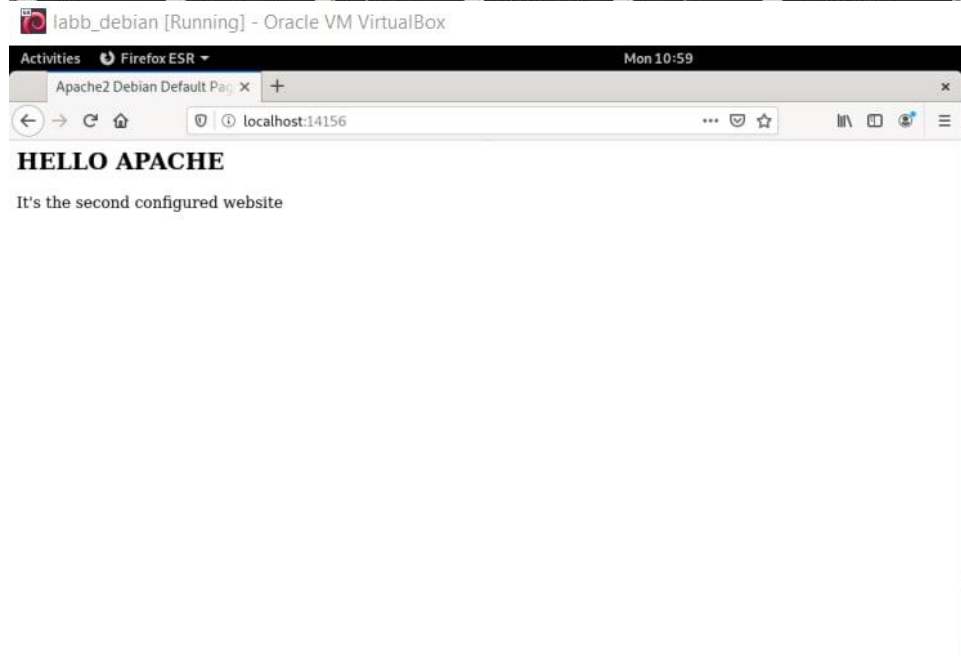 labb_debian [Running] - Oracle VM VirtualBox
Activities Firefox ESR Mon 10:59
Apache2 Debian Default Pag
localhost:14156
HELLO APACHE
It's the second configured website